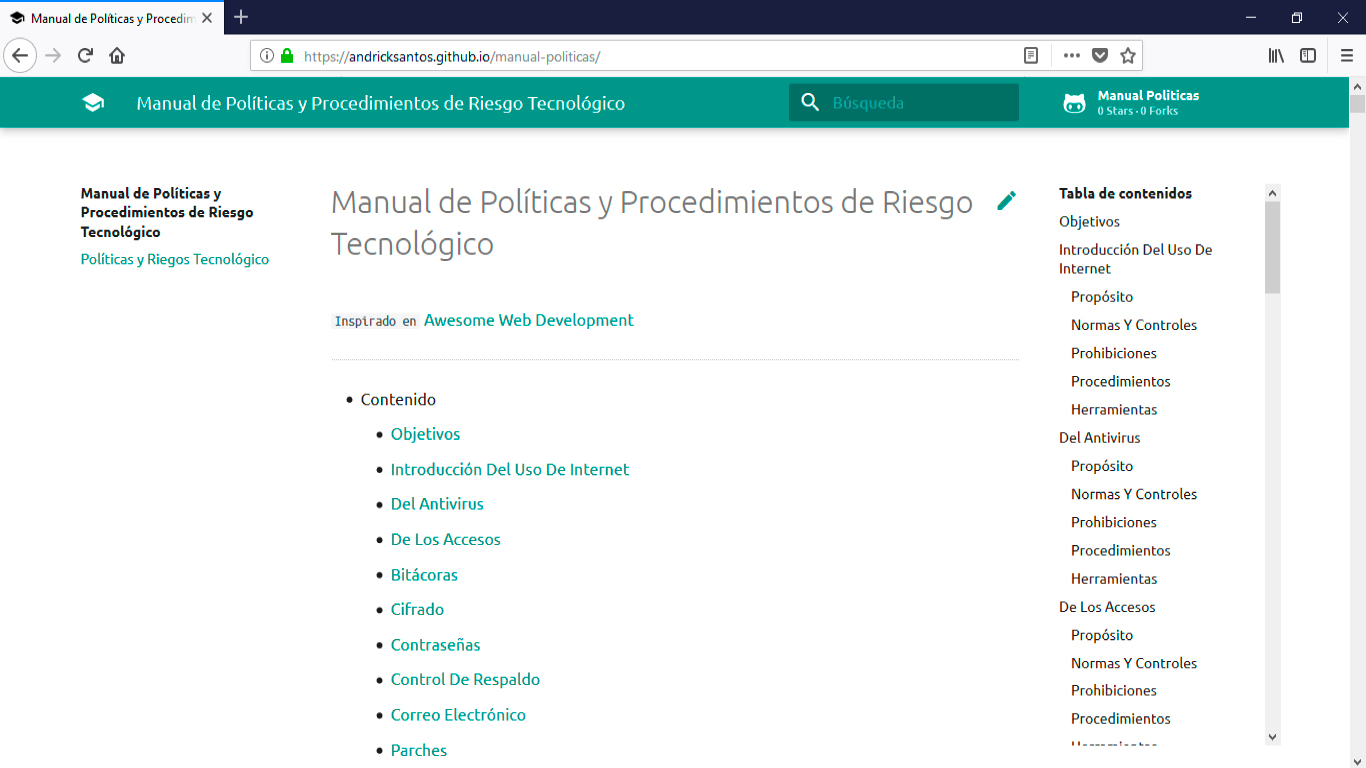 Manual de Políticas y Procedim
https://andricksantos.github.io/manual-politicas/
Manual de Políticas y Procedimientos de Riesgo Tecnológico
Búsqueda
Manual Politicas
0 Stars · 0 Forks
Manual de Políticas y
Procedimientos de Riesgo
Tecnológico
Políticas y Riegos Tecnológico
Manual de Políticas y Procedimientos de Riesgo
Tecnológico
Inspirado en Awesome Web Development
Contenido
Objetivos
Introducción Del Uso De Internet
Del Antivirus
De Los Accesos
Bitácoras
Cifrado
Contraseñas
Control De Respaldo
Correo Electrónico
Parches
Tabla de contenidos
Objetivos
Introducción Del Uso De
Internet
Propósito
Normas Y Controles
Prohibiciones
Procedimientos
Herramientas
Del Antivirus
Propósito
Normas Y Controles
Prohibiciones
Procedimientos
Herramientas
De Los Accesos
Propósito
Normas Y Controles
Prohibiciones
Procedimientos